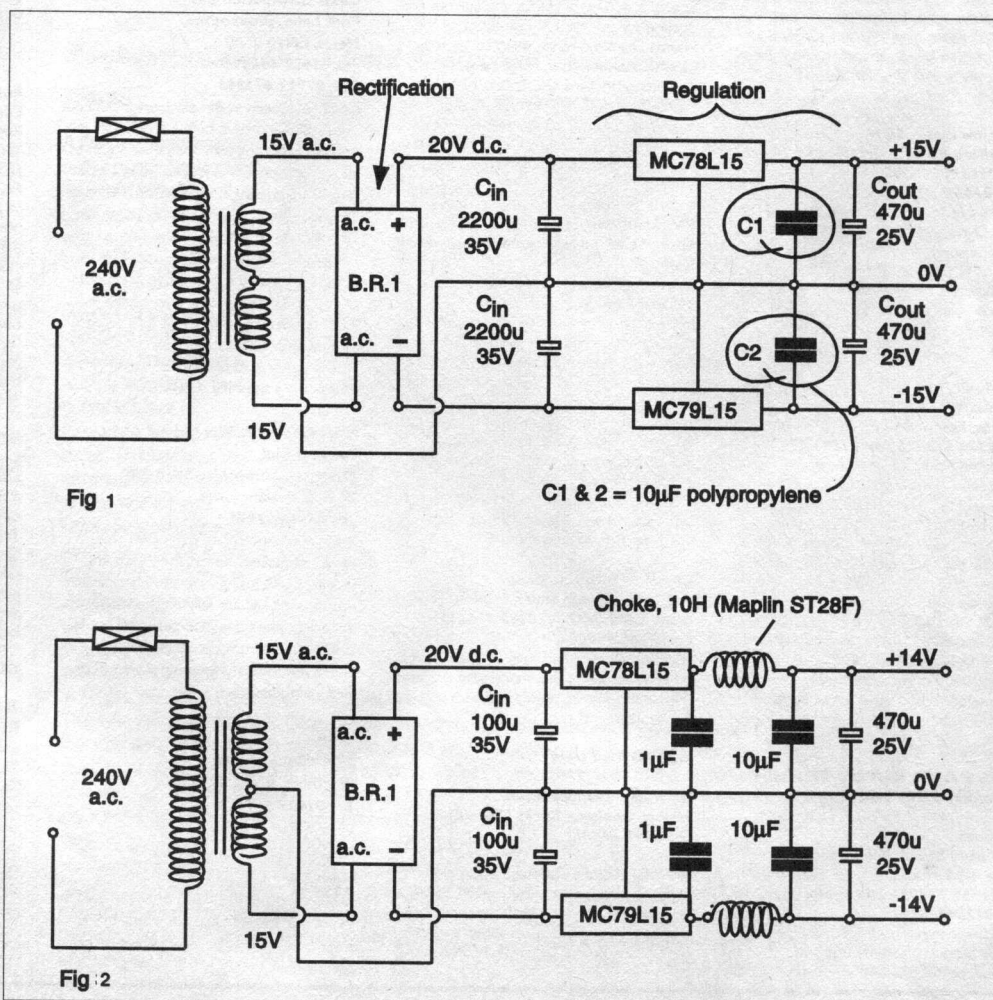 Rectification
Regulation
15V a.c.
20V d.c.
MC78L15
+15V
240V
a.c.
a.c. +
B.R.1
a.c. −
Cin
2200u
35V
C1
Cout
470u
25V
0V
Cin
2200u
35V
C2
Cout
470u
25V
15V
MC79L15
-15V
C1 & 2 = 10µF polypropylene
Fig 1
Choke, 10H (Maplin ST28F)
15V a.c.
20V d.c.
MC78L15
+14V
240V
a.c.
a.c. +
B.R.1
a.c. −
Cin
100u
35V
1µF
10µF
470u
25V
0V
Cin
100u
35V
1µF
10µF
470u
25V
15V
MC79L15
-14V
Fig 2